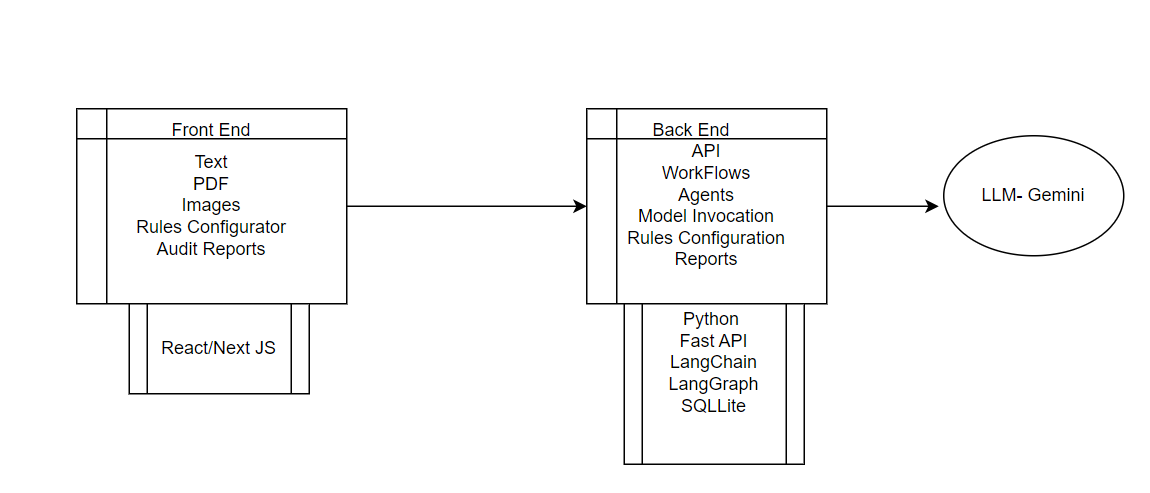 Front End
Text
PDF
Images
Rules Configurator
Audit Reports
React/Next JS
Back End
API
WorkFlows
Agents
Model Invocation
Rules Configuration
Reports
Python
Fast API
LangChain
LangGraph
SQLLite
LLM- Gemini